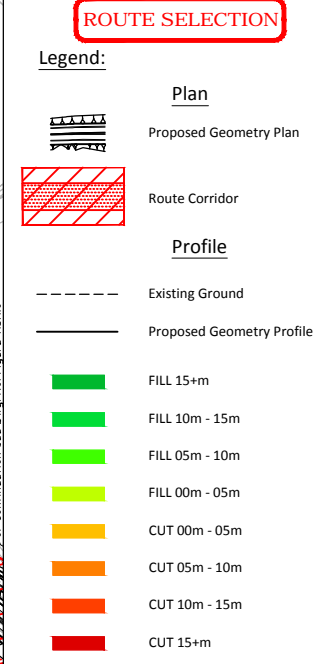 ROUTE SELECTION
Legend:
Plan
Proposed Geometry Plan
Route Corridor
Profile
Existing Ground
Proposed Geometry Profile
FILL 15+m
FILL 10m - 15m
FILL 05m - 10m
FILL 00m - 05m
CUT 00m - 05m
CUT 05m - 10m
CUT 10m - 15m
CUT 15+m